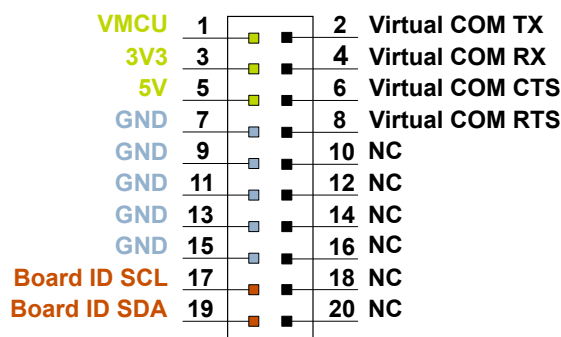 VMCU 1 2 Virtual COM TX
3V3 3 4 Virtual COM RX
5V 5 6 Virtual COM CTS
GND 7 8 Virtual COM RTS
GND 9 10 NC
GND 11 12 NC
GND 13 14 NC
GND 15 16 NC
Board ID SCL 17 18 NC
Board ID SDA 19 20 NC